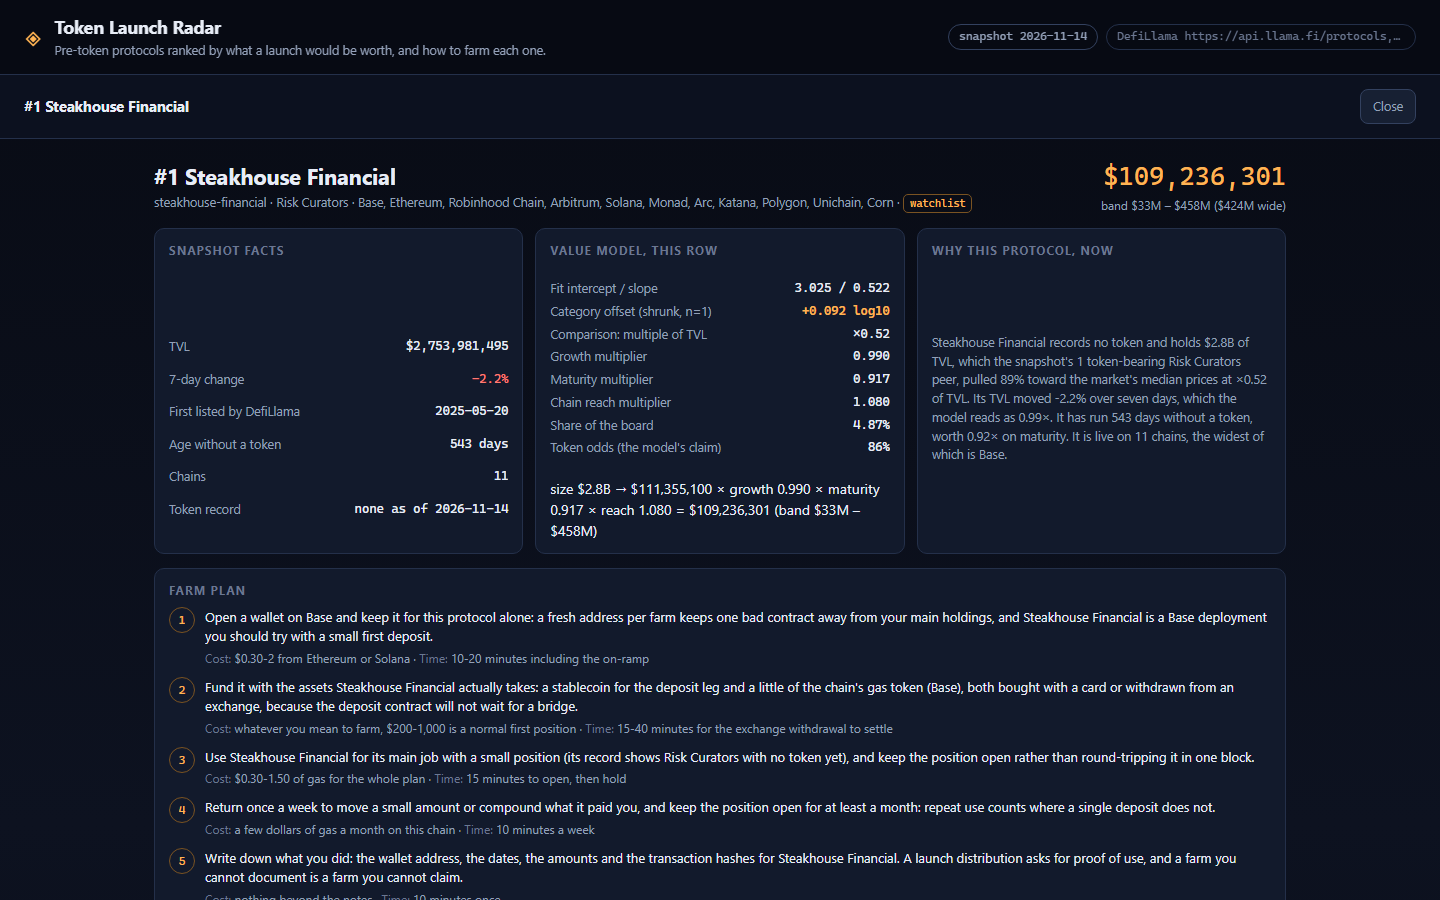 Token Launch Radar
Pre-token protocols ranked by what a launch would be worth, and how to farm each one.
snapshot 2026-11-14
DefiLlama https://api.llama.fi/protocols,…
#1 Steakhouse Financial
Close
#1 Steakhouse Financial
steakhouse-financial · Risk Curators · Base, Ethereum, Robinhood Chain, Arbitrum, Solana, Monad, Arc, Katana, Polygon, Unichain, Corn · watchlist
$109,236,301
band $33M – $458M ($424M wide)
SNAPSHOT FACTS
TVL $2,753,981,495
7-day change −2.2%
First listed by DefiLlama 2025-05-20
Age without a token 543 days
Chains 11
Token record none as of 2026-11-14
VALUE MODEL, THIS ROW
Fit intercept / slope 3.025 / 0.522
Category offset (shrunk, n=1) +0.092 log10
Comparison: multiple of TVL ×0.52
Growth multiplier 0.990
Maturity multiplier 0.917
Chain reach multiplier 1.080
Share of the board 4.87%
Token odds (the model's claim) 86%
size $2.8B → $111,355,100 × growth 0.990 × maturity
0.917 × reach 1.080 = $109,236,301 (band $33M –
$458M)
WHY THIS PROTOCOL, NOW
Steakhouse Financial records no token and holds $2.8B of
TVL, which the snapshot's 1 token-bearing Risk Curators
peer, pulled 89% toward the market's median prices at ×0.52
of TVL. Its TVL moved -2.2% over seven days, which the
model reads as 0.99×. It has run 543 days without a token,
worth 0.92× on maturity. It is live on 11 chains, the widest of
which is Base.
FARM PLAN
1
Open a wallet on Base and keep it for this protocol alone: a fresh address per farm keeps one bad contract away from your main holdings, and Steakhouse Financial is a Base deployment
you should try with a small first deposit.
Cost: $0.30-2 from Ethereum or Solana · Time: 10-20 minutes including the on-ramp
2
Fund it with the assets Steakhouse Financial actually takes: a stablecoin for the deposit leg and a little of the chain's gas token (Base), both bought with a card or withdrawn from an
exchange, because the deposit contract will not wait for a bridge.
Cost: whatever you mean to farm, $200-1,000 is a normal first position · Time: 15-40 minutes for the exchange withdrawal to settle
3
Use Steakhouse Financial for its main job with a small position (its record shows Risk Curators with no token yet), and keep the position open rather than round-tripping it in one block.
Cost: $0.30-1.50 of gas for the whole plan · Time: 15 minutes to open, then hold
4
Return once a week to move a small amount or compound what it paid you, and keep the position open for at least a month: repeat use counts where a single deposit does not.
Cost: a few dollars of gas a month on this chain · Time: 10 minutes a week
5
Write down what you did: the wallet address, the dates, the amounts and the transaction hashes for Steakhouse Financial. A launch distribution asks for proof of use, and a farm you
cannot document is a farm you cannot claim.
Cost: nothing beyond the notes · Time: 10 minutes once